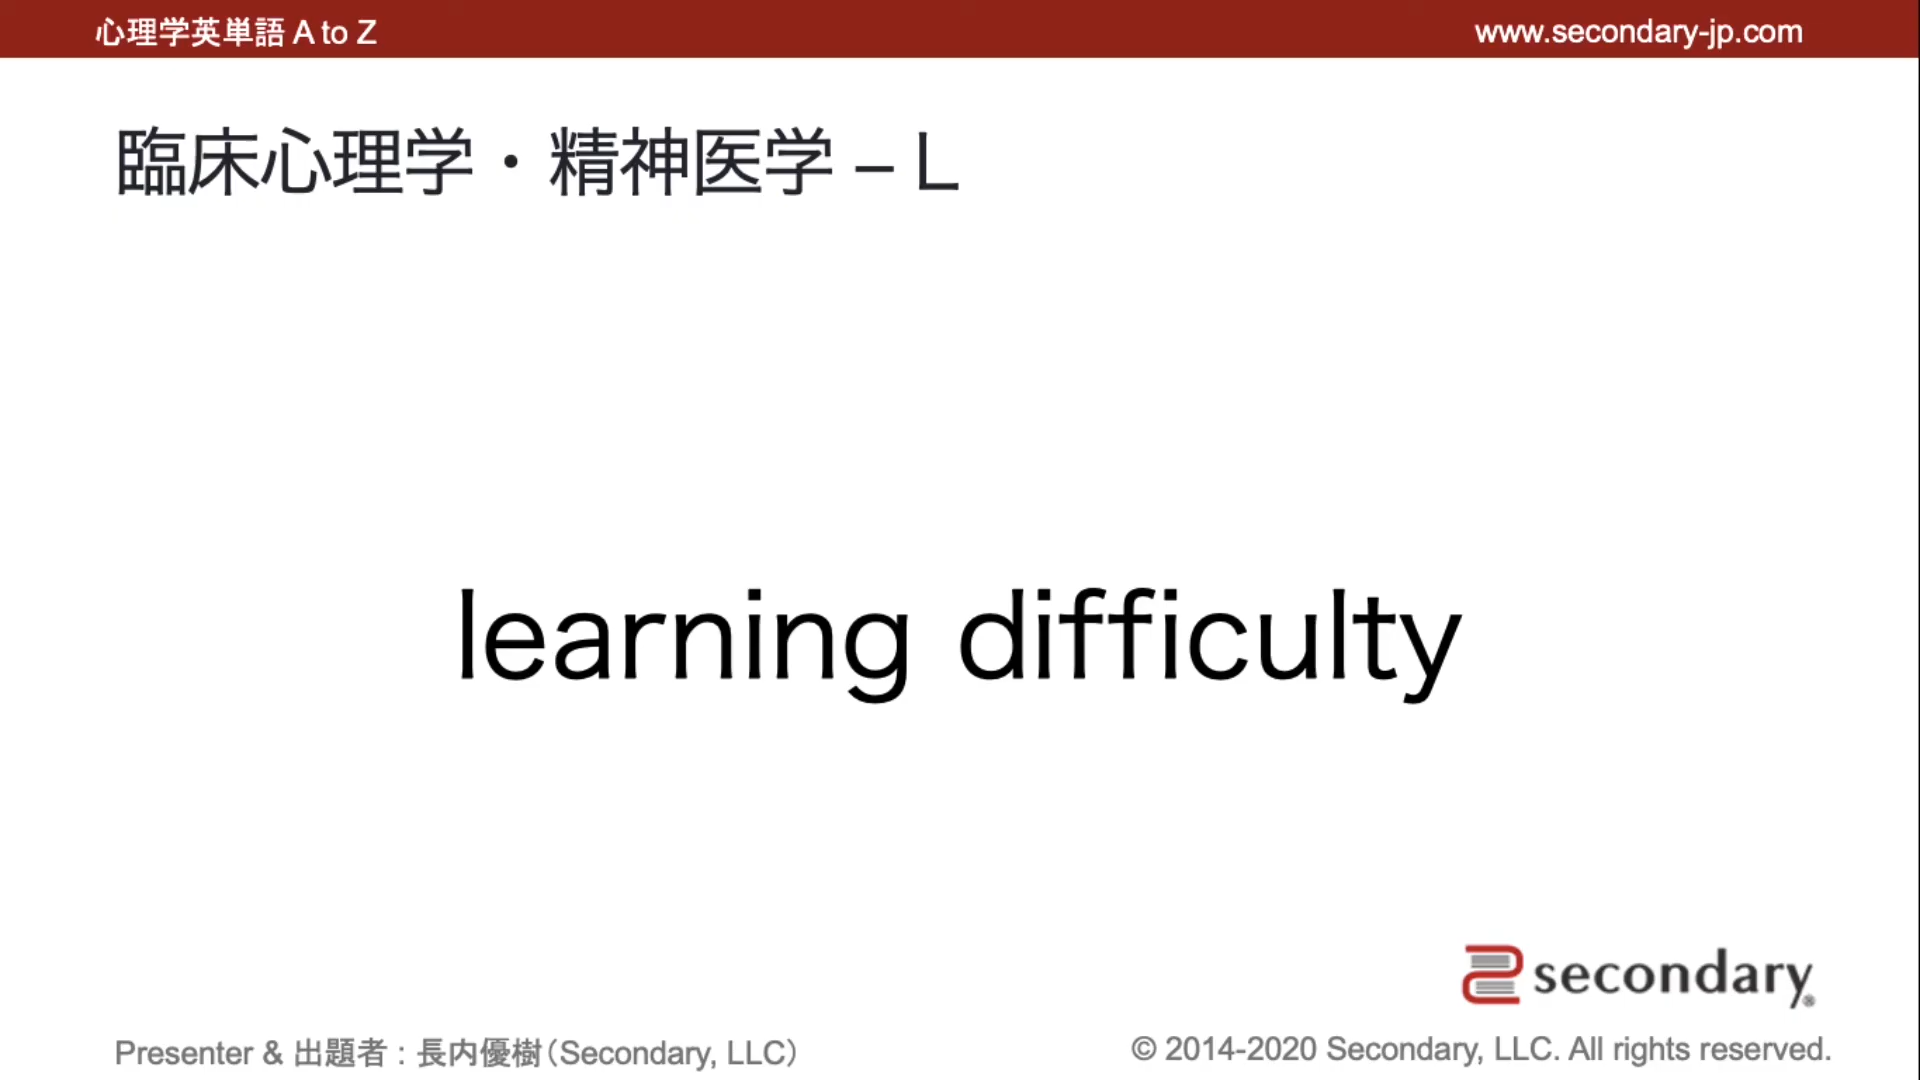 心理学英単語 A to Z
www.secondary-jp.com
臨床心理学・精神医学 – L
learning difficulty
secondary®
Presenter & 出題者 : 長内優樹（Secondary, LLC）
© 2014-2020 Secondary, LLC. All rights reserved.